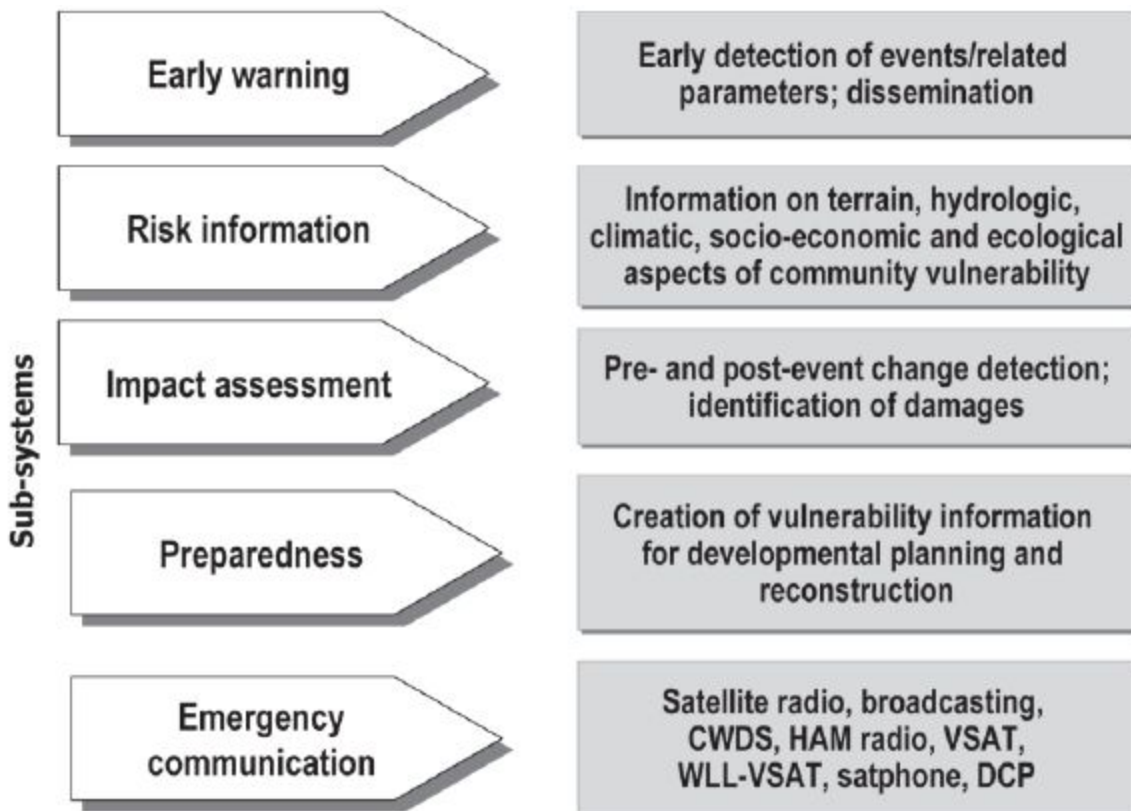 Sub-systems
Early warning
Early detection of events/related
parameters; dissemination
Risk information
Information on terrain, hydrologic,
climatic, socio-economic and ecological
aspects of community vulnerability
Impact assessment
Pre- and post-event change detection;
identification of damages
Preparedness
Creation of vulnerability information
for developmental planning and
reconstruction
Emergency
communication
Satellite radio, broadcasting,
CWDS, HAM radio, VSAT,
WLL-VSAT, satphone, DCP